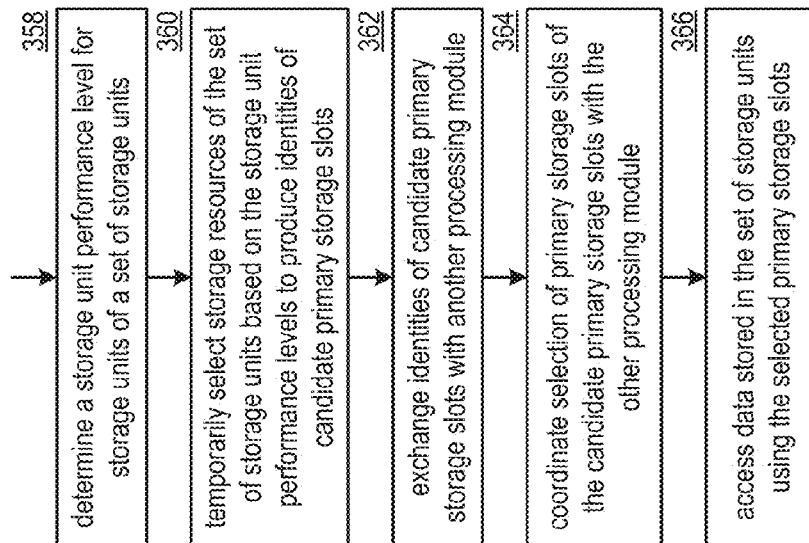 358
determine a storage unit performance level for
storage units of a set of storage units
360
temporarily select storage resources of the set
of storage units based on the storage unit
performance levels to produce identities of
candidate primary storage slots
362
exchange identities of candidate primary
storage slots with another processing module
364
coordinate selection of primary storage slots of
the candidate primary storage slots with the
other processing module
366
access data stored in the set of storage units
using the selected primary storage slots